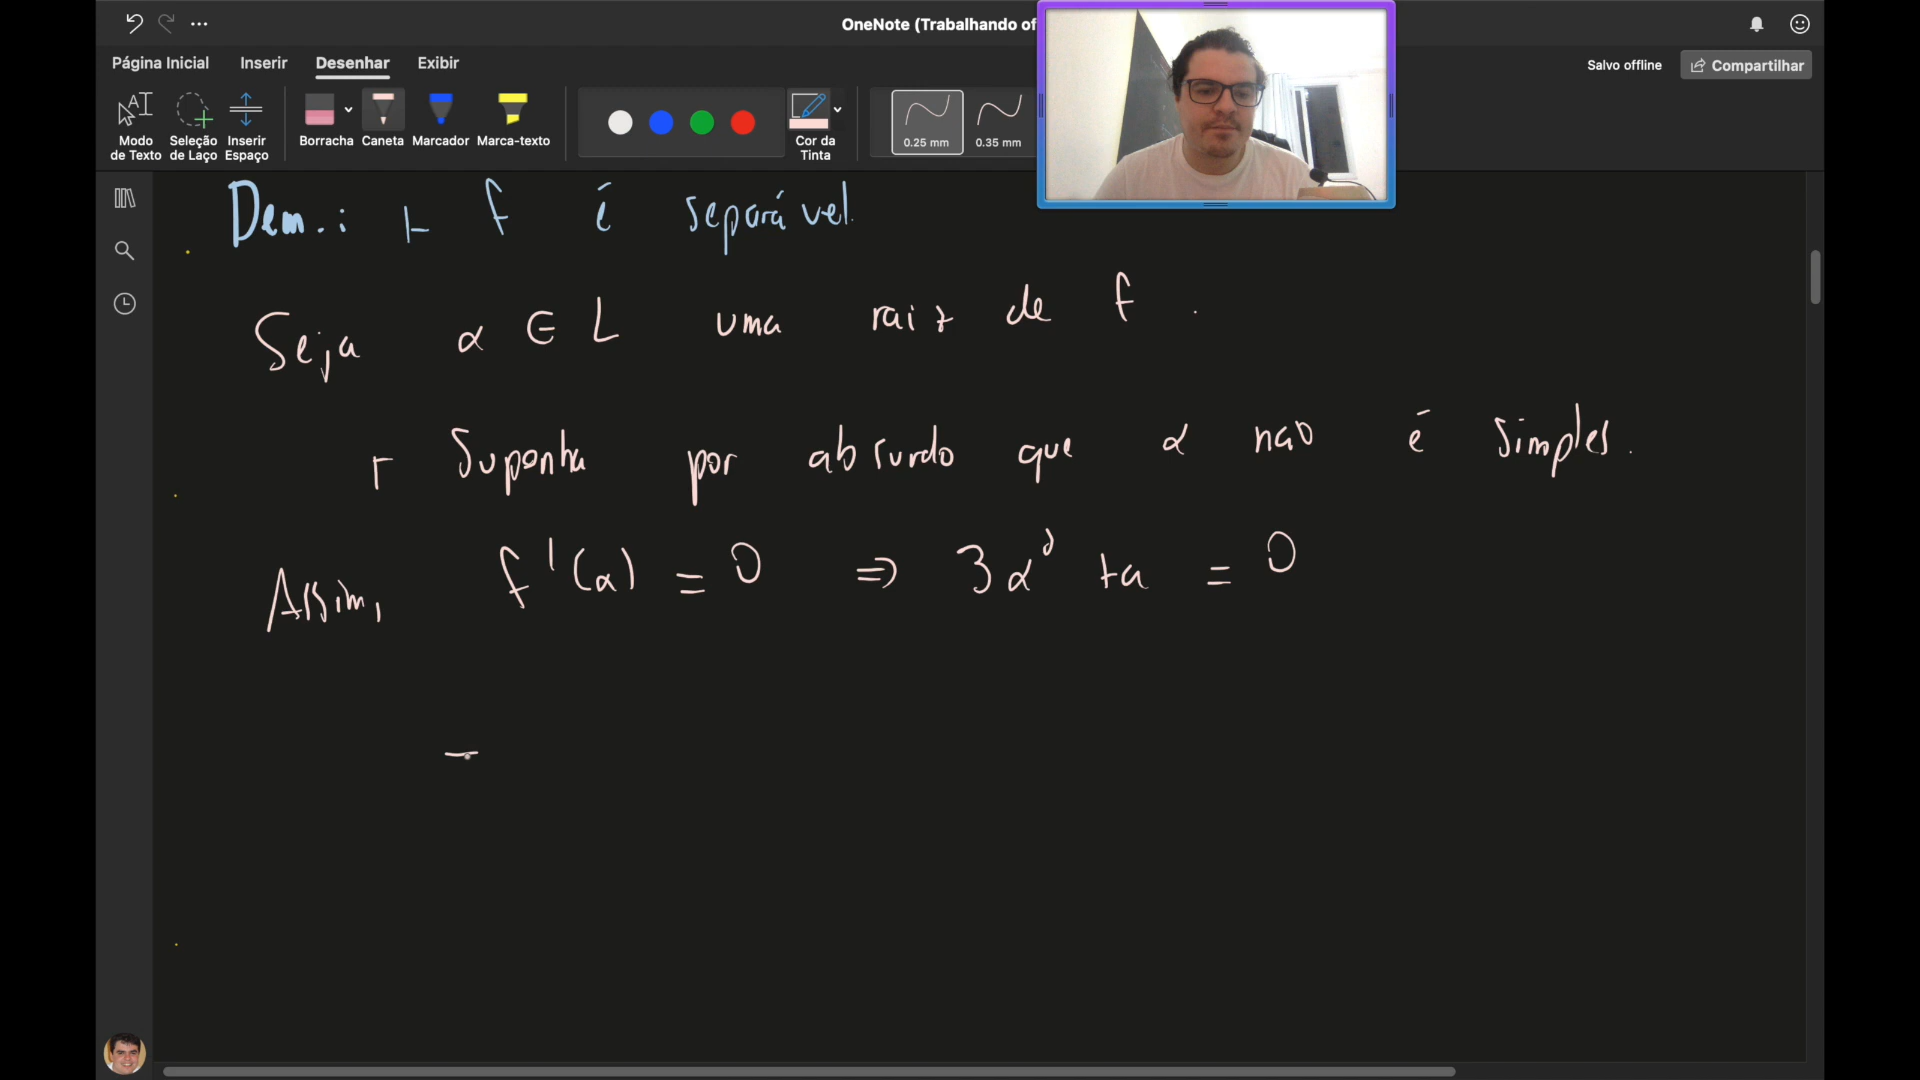 OneNote (Trabalhando of
Página Inicial Inserir Desenhar Exibir
Salvo offline Compartilhar
Modo de Texto
Seleção de Laço
Inserir Espaço
Borracha
Caneta
Marcador
Marca-texto
Cor da Tinta
0.25 mm
0.35 mm
Dem.: ⊢ f é separável.
Seja α ∈ L uma raiz de f.
Suponha por absurdo que α não é simples.
Assim, f'(α) = 0 ⇒ 3α² + a = 0